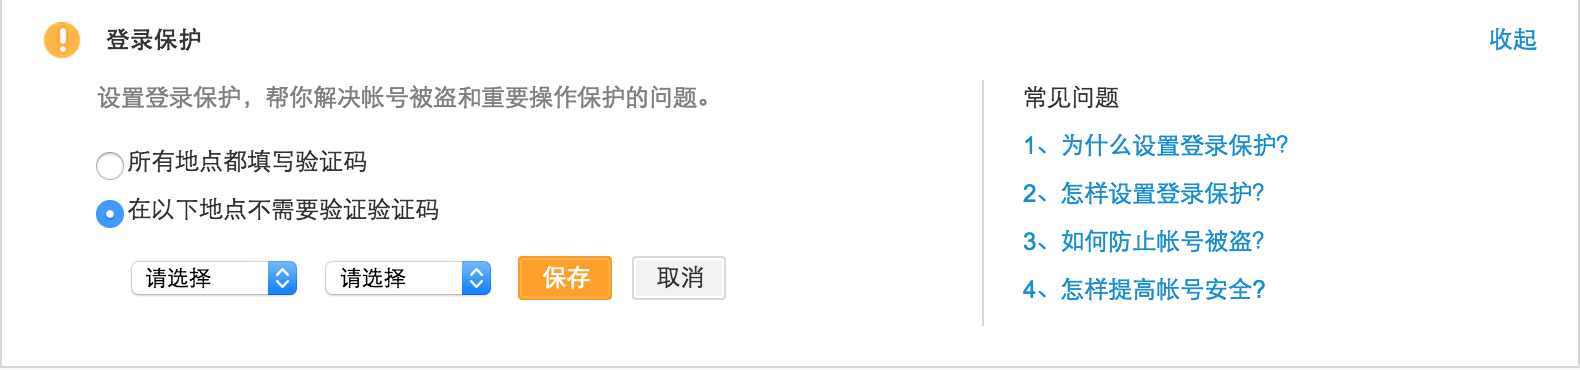 登录保护
收起
设置登录保护，帮你解决帐号被盗和重要操作保护的问题。
所有地点都填写验证码
在以下地点不需要验证验证码
请选择 请选择 保存 取消
常见问题
1、为什么设置登录保护?
2、怎样设置登录保护?
3、如何防止帐号被盗?
4、怎样提高帐号安全?